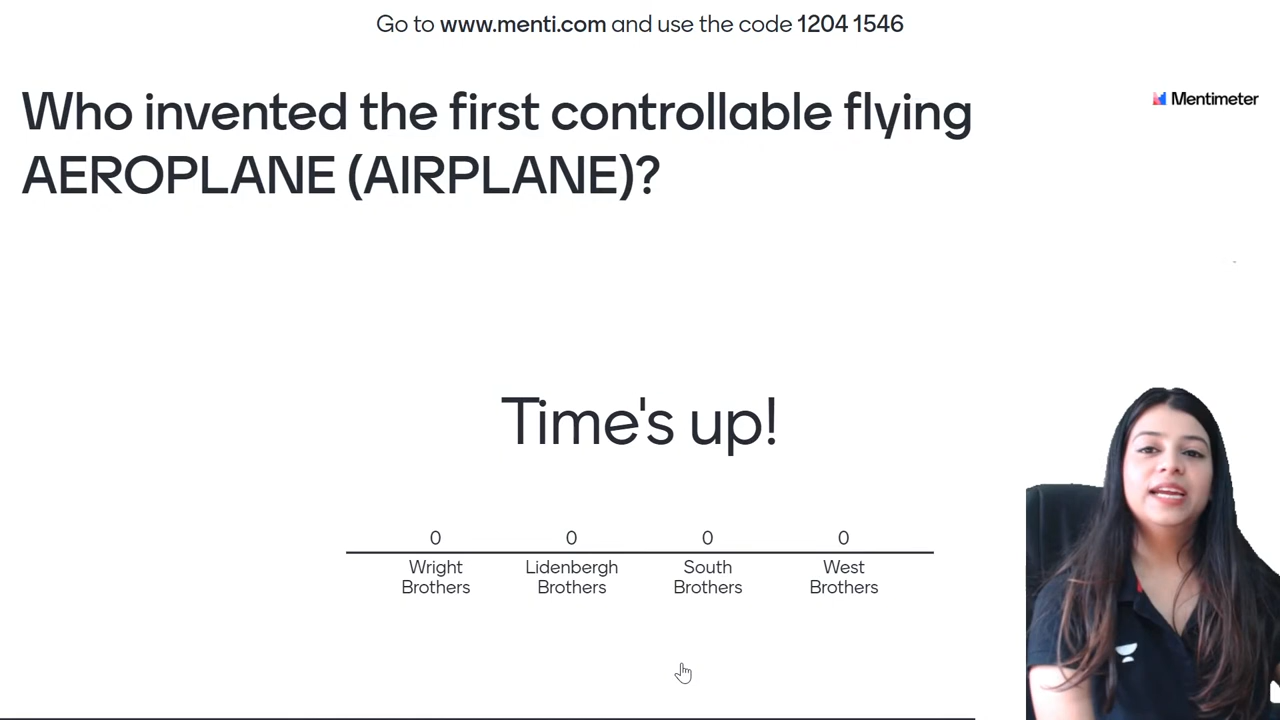 Go to www.menti.com and use the code 1204 1546
Who invented the first controllable flying
AEROPLANE (AIRPLANE)?
Mentimeter
Time's up!
0 0 0 0
Wright Lidenbergh South West
Brothers Brothers Brothers Brothers